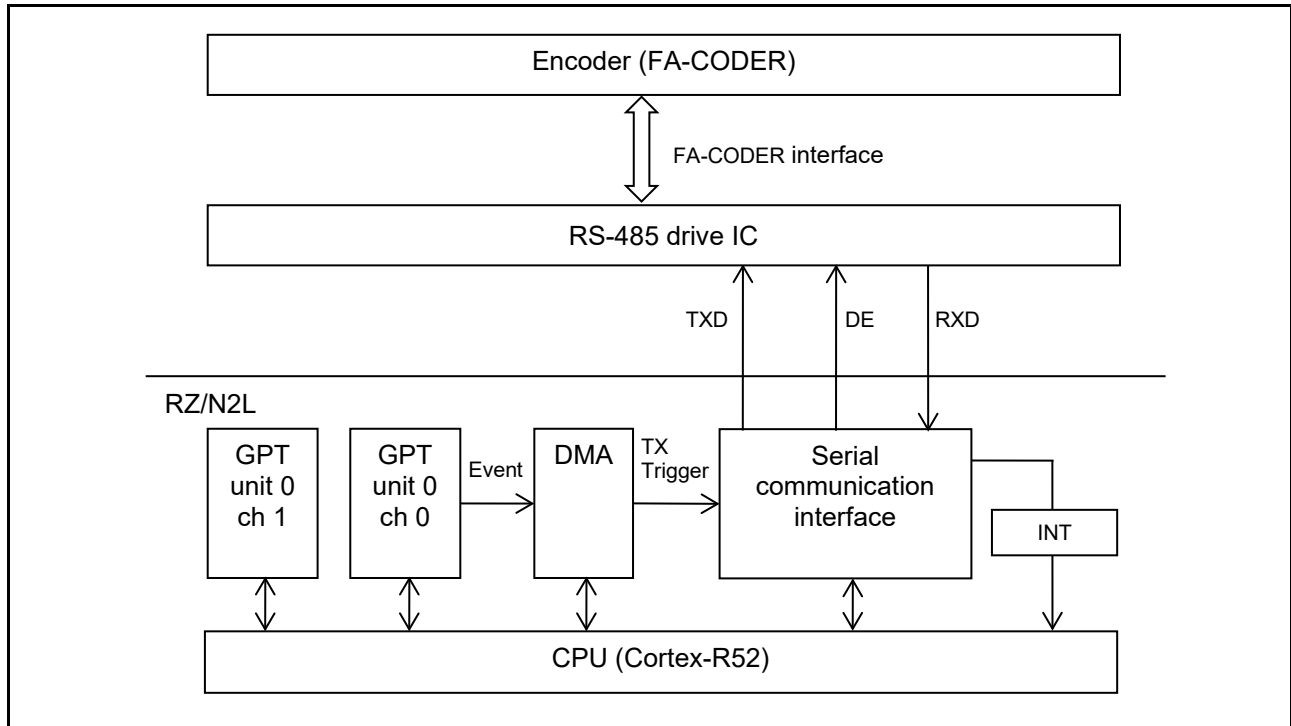 Encoder (FA-CODER)
FA-CODER interface
RS-485 drive IC
TXD
DE
RXD
RZ/N2L
GPT
unit 0
ch 1
GPT
unit 0
ch 0
Event
DMA
TX
Trigger
Serial
communication
interface
INT
CPU (Cortex-R52)